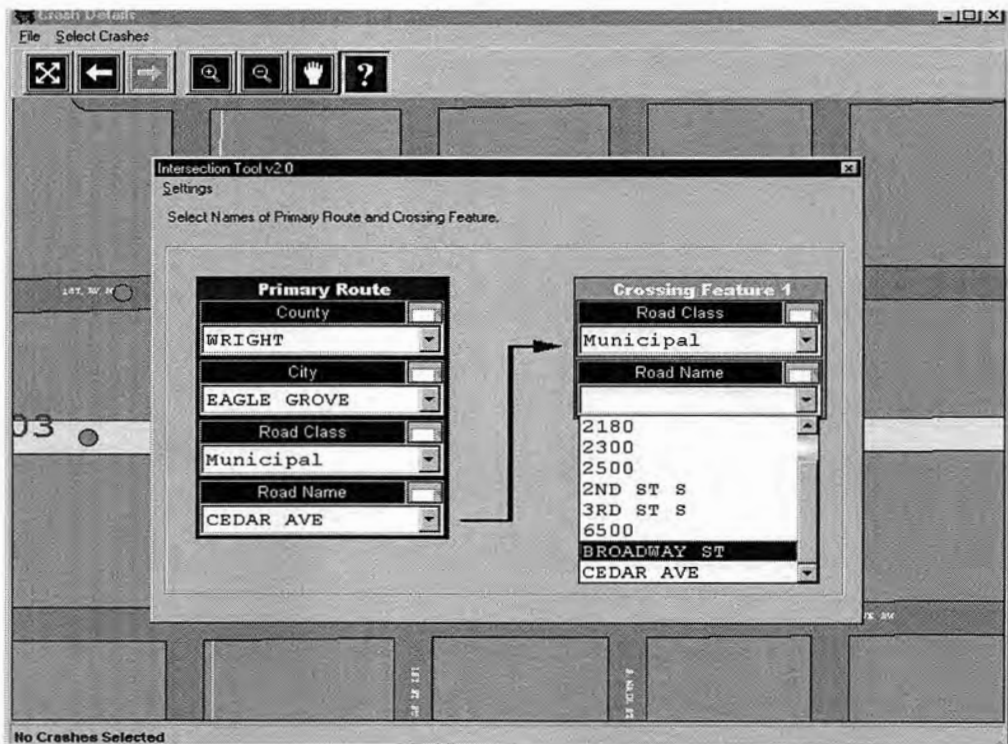 Crash Details
File Select Crashes
Intersection Tool v2.0
Settings
Select Names of Primary Route and Crossing Feature.
Primary Route
County
WRIGHT
City
EAGLE GROVE
Road Class
Municipal
Road Name
CEDAR AVE
Crossing Feature 1
Road Class
Municipal
Road Name
2180
2300
2500
2ND ST S
3RD ST S
6500
BROADWAY ST
CEDAR AVE
03
No Crashes Selected